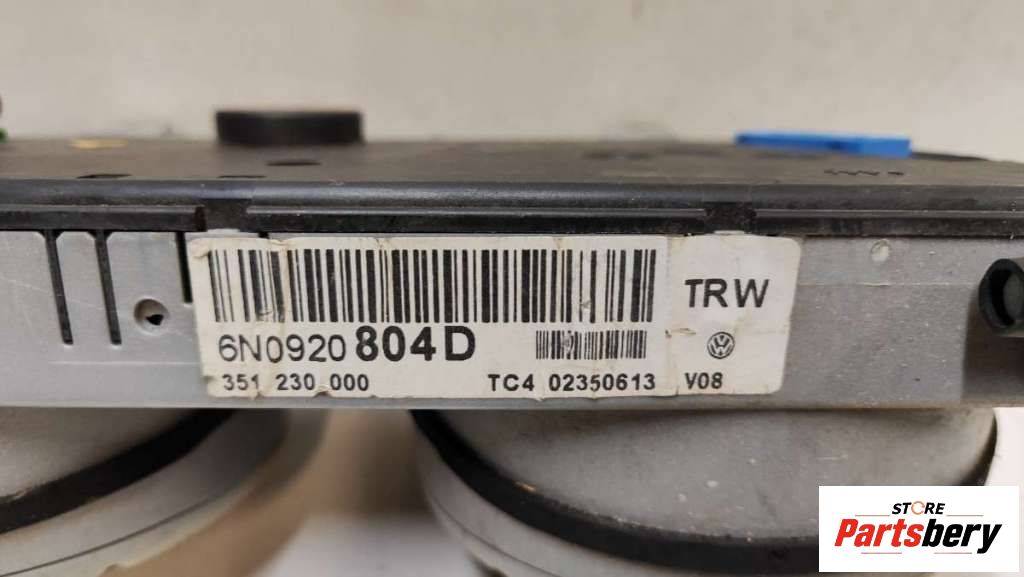 TRW
6N0920 804D
351 230 000 TC4 02350613 V08
STORE
Partsbery